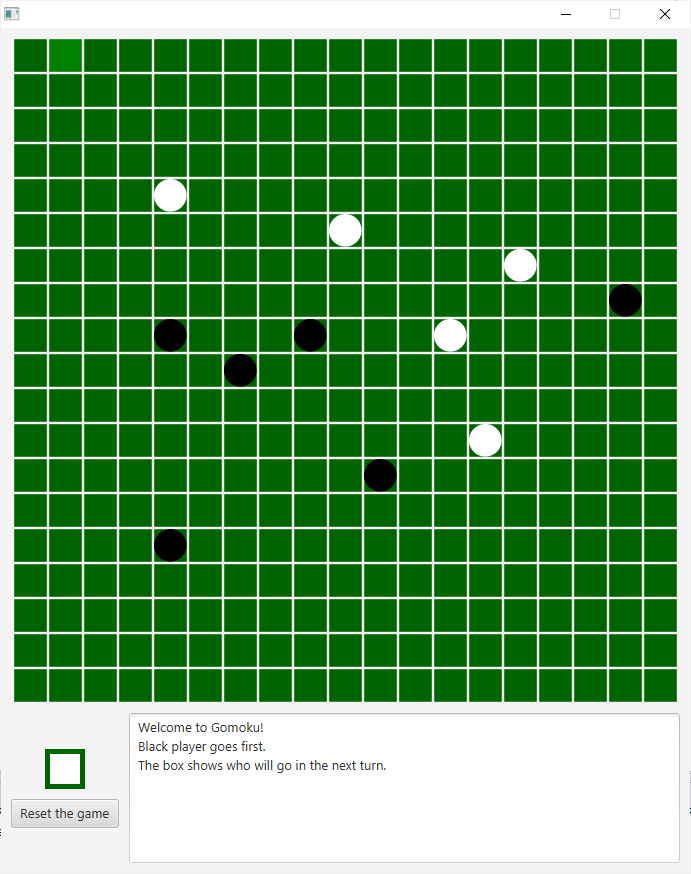 Welcome to Gomoku!
Black player goes first.
The box shows who will go in the next turn.
Reset the game